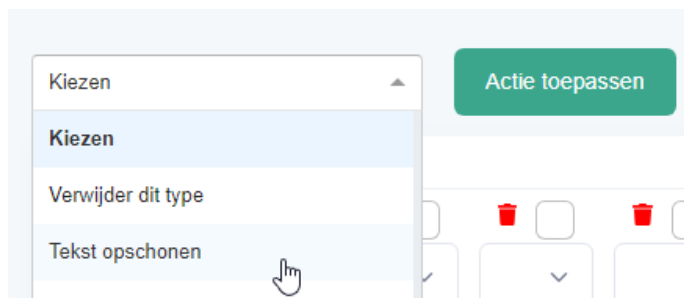 Kiezen
Actie toepassen
Kiezen
Verwijder dit type
Tekst opschonen